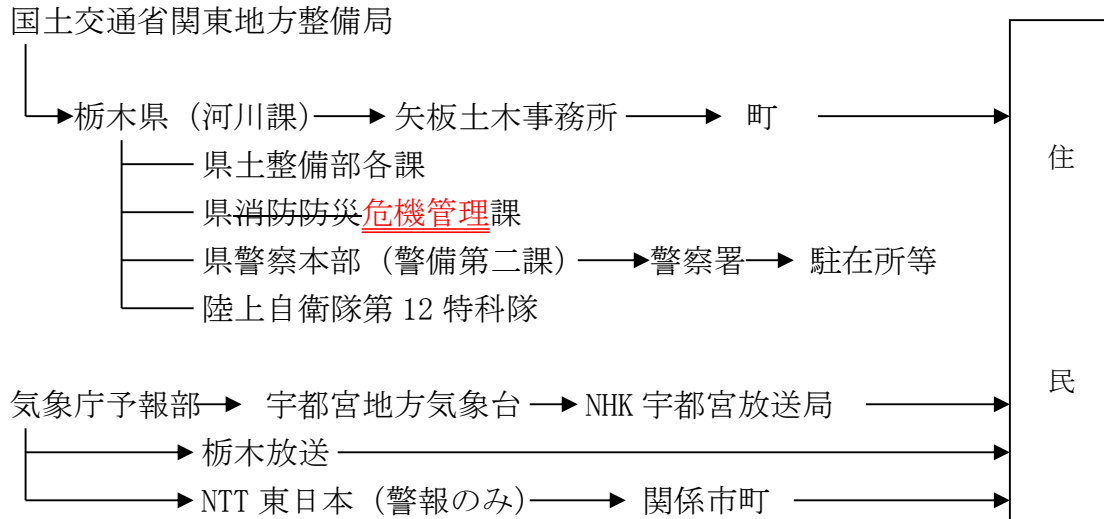 国土交通省関東地方整備局
栃木県（河川課） 矢板土木事務所 町
県土整備部各課
県消防防災危機管理課
県警察本部（警備第二課） 警察署 駐在所等
陸上自衛隊第12特科隊
気象庁予報部 宇都宮地方気象台 NHK宇都宮放送局
栃木放送
NTT東日本（警報のみ） 関係市町
住民